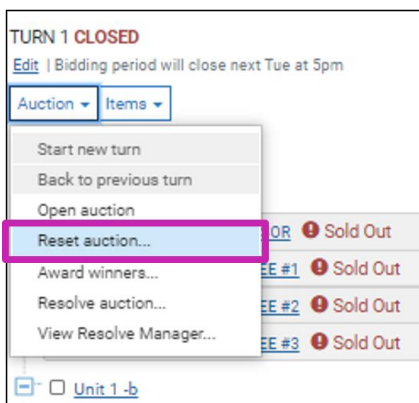 TURN 1 CLOSED
Edit | Bidding period will close next Tue at 5pm
Auction Items
Start new turn
Back to previous turn
Open auction
Reset auction... OR Sold Out
Award winners... EE #1 Sold Out
Resolve auction... EE #2 Sold Out
View Resolve Manager... EE #3 Sold Out
Unit 1 -b